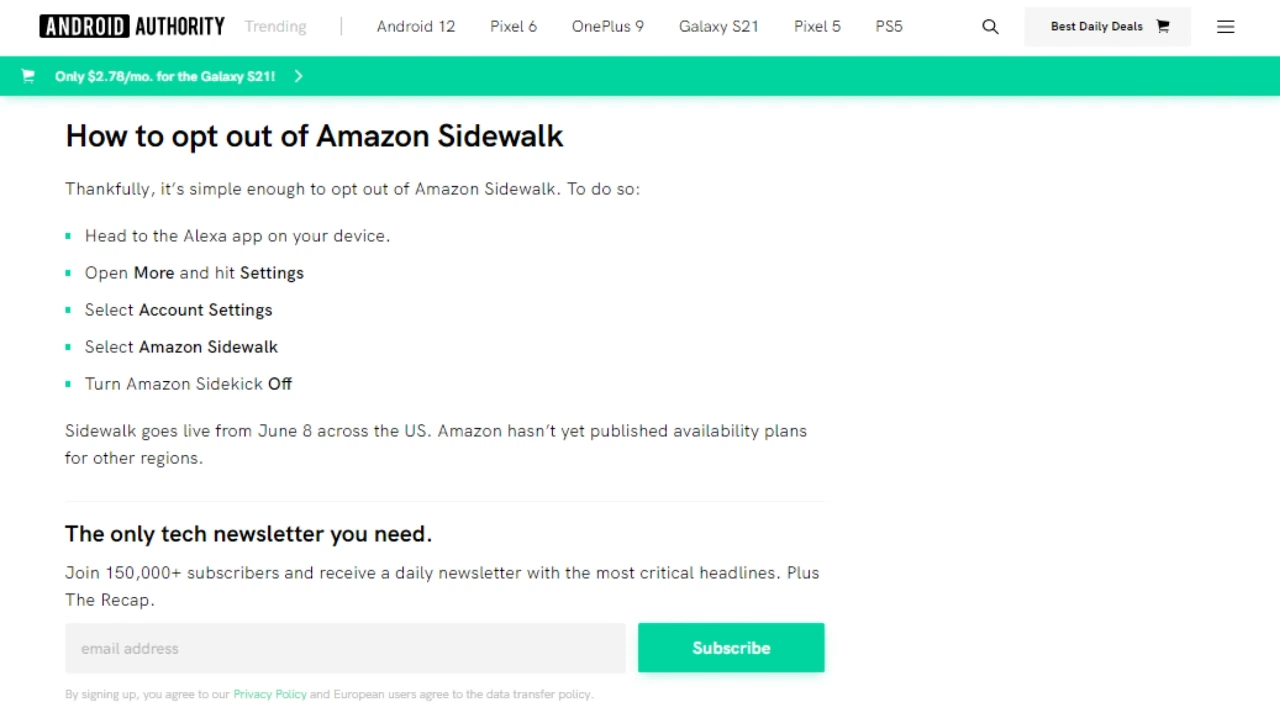 ANDROID AUTHORITY Trending Android 12 Pixel 6 OnePlus 9 Galaxy S21 Pixel 5 PS5 Best Daily Deals
Only $2.78/mo. for the Galaxy S21!
How to opt out of Amazon Sidewalk
Thankfully, it's simple enough to opt out of Amazon Sidewalk. To do so:
Head to the Alexa app on your device.
Open More and hit Settings
Select Account Settings
Select Amazon Sidewalk
Turn Amazon Sidekick Off
Sidewalk goes live from June 8 across the US. Amazon hasn't yet published availability plans
for other regions.
The only tech newsletter you need.
Join 150,000+ subscribers and receive a daily newsletter with the most critical headlines. Plus
The Recap.
email address Subscribe
By signing up, you agree to our Privacy Policy and European users agree to the data transfer policy.